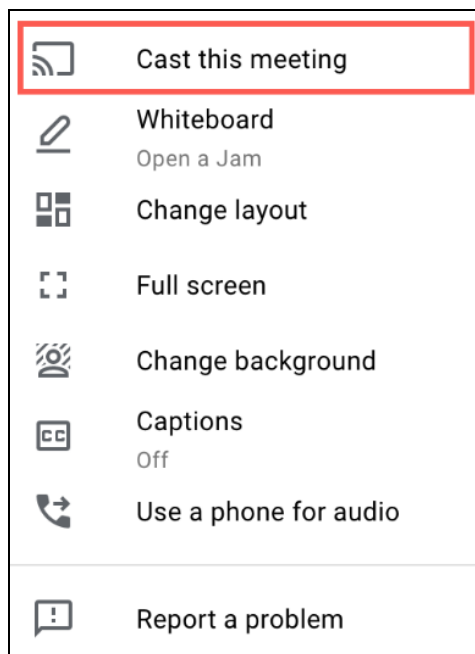 Cast this meeting
Whiteboard
Open a Jam
Change layout
Full screen
Change background
CC
Captions
Off
Use a phone for audio
Report a problem